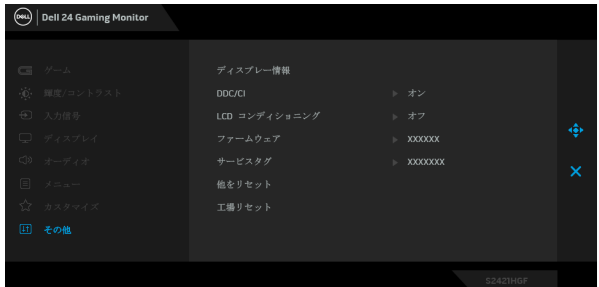 DELL Dell 24 Gaming Monitor
ゲーム
輝度/コントラスト
入力信号
ディスプレイ
オーディオ
メニュー
カスタマイズ
その他
ディスプレー情報
DDC/CI オン
LCD コンディショニング オフ
ファームウェア XXXXXX
サービスタグ XXXXXXX
他をリセット
工場リセット
S2421HGF